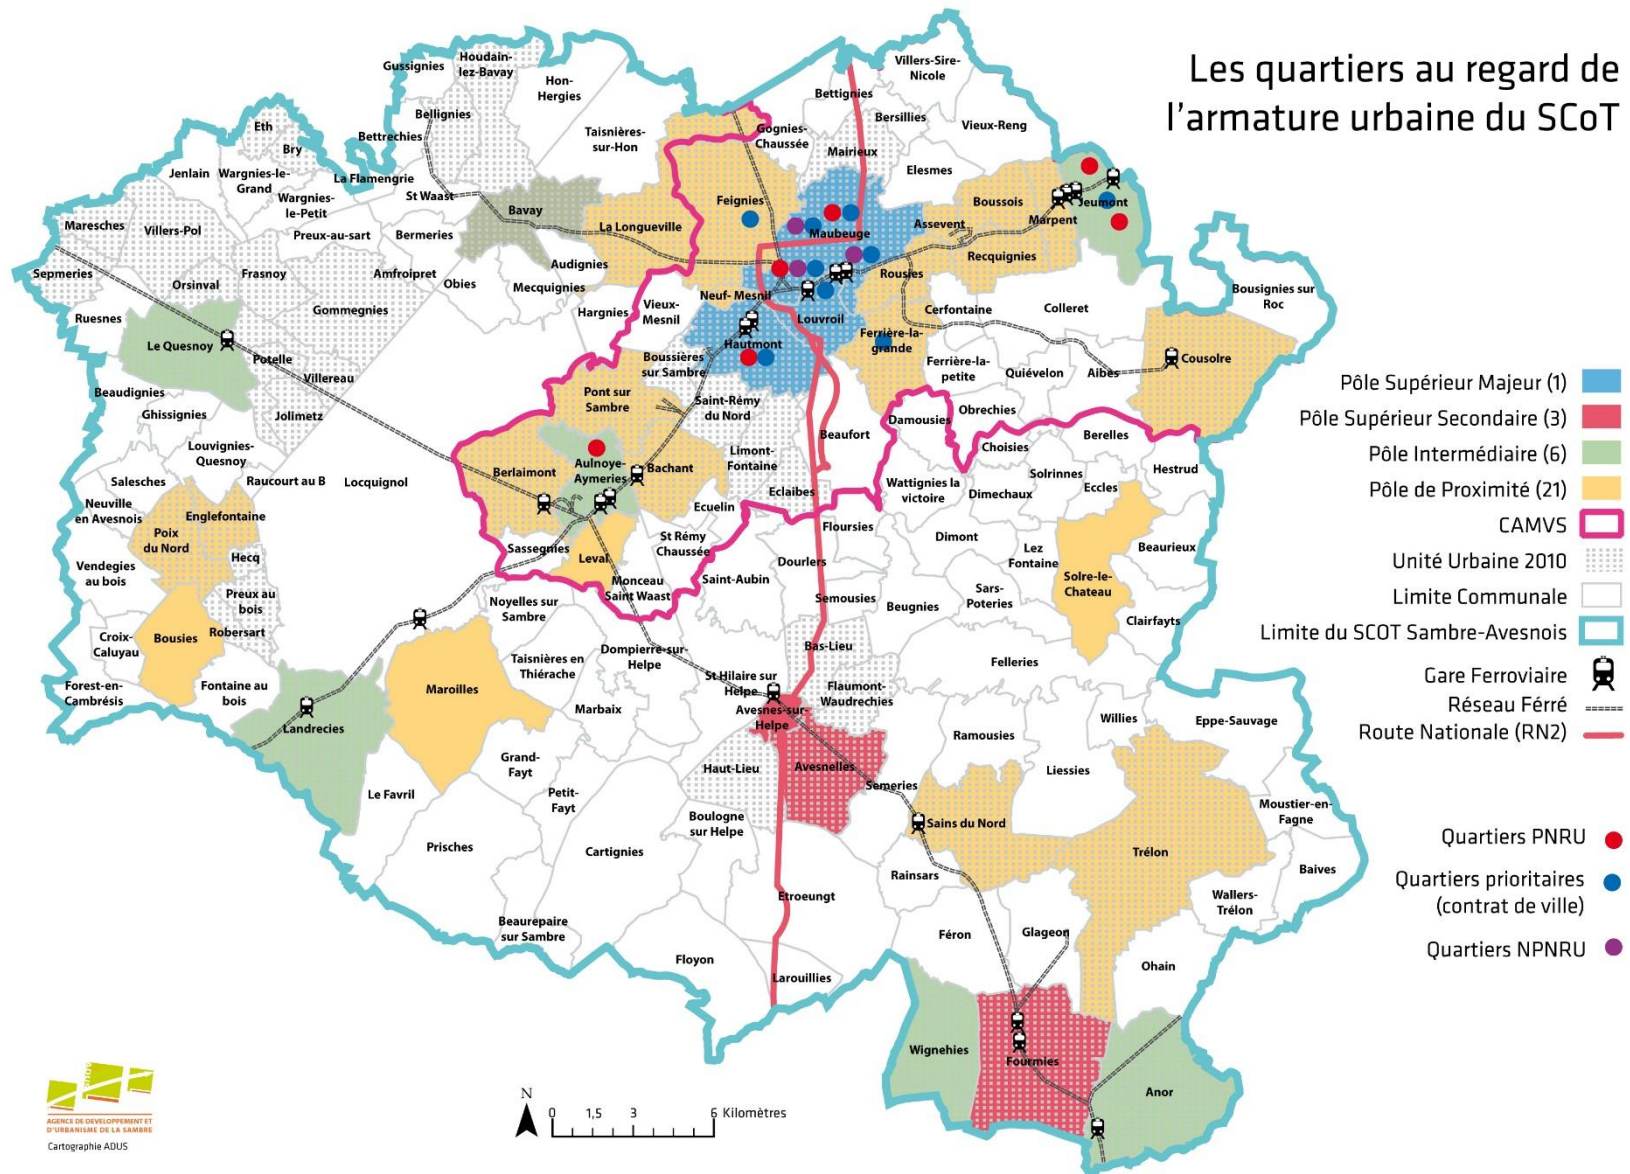 Les quartiers au regard de
l'armature urbaine du SCoT
Gussignies
Houdain-
lez-Bavay
Hon-
Hergies
Bellignies
Bettrechies
Taisnières-
sur-Hon
Gognies-
Chaussée
Bettignies
Villers-Sire-
Nicole
Bersillies
Vieux-Reng
Mairieux
Elesmes
Eth
Bry
Jenlain
Wargnies-le-
Grand
La Flamengrie
Wargnies-
le-Petit
St Waast
Bavay
Feignies
Maubeuge
Assevent
Boussois
Marpent
Jeumont
Maresches
Villers-Pol
Preux-au-sart
Bermeries
La Longueville
Recquignies
Sepmeries
Orsinval
Frasnoy
Amfroipret
Obies
Audignies
Mecquignies
Neuf- Mesnil
Rousies
Bousignies sur
Roc
Ruesnes
Gommegnies
Hargnies
Vieux-
Mesnil
Louvroil
Cerfontaine
Colleret
Le Quesnoy
Potelle
Villereau
Boussières
sur Sambre
Hautmont
Ferrière-la-
grande
Ferrière-la-
petite
Quiévelon
Aibes
Cousolre
Beaudignies
Ghissignies
Jolimetz
Pont sur
Sambre
Saint-Rémy
du Nord
Damousies
Obrechies
Louvignies-
Quesnoy
Beaufort
Choisies
Berelles
Salesches
Raucourt au B
Locquignol
Berlaimont
Aulnoye-
Aymeries
Bachant
Limont-
Fontaine
Eclaibes
Wattignies la
victoire
Dimechaux
Solrinnes
Eccles
Hestrud
Neuville
en Avesnois
Englefontaine
Poix
du Nord
Ecuelin
Floursies
Dimont
Lez
Fontaine
Beaurieux
Vendegies
au bois
Hecq
Sassegnies
Leval
St Rémy
Chaussée
Dourlers
Solre-le-
Chateau
Preux au
bois
Noyelles sur
Sambre
Monceau
Saint Waast
Saint-Aubin
Semousies
Beugnies
Sars-
Poteries
Clairfayts
Croix-
Caluyau
Bousies
Robersart
Taisnières en
Thiérache
Dompierre-sur-
Helpe
Bas-Lieu
Felleries
Forest-en-
Cambrésis
Fontaine au
bois
Maroilles
St Hilaire sur
Helpe
Flaumont-
Waudrechies
Landrecies
Marbaix
Avesnes-sur-
Helpe
Ramousies
Willies
Eppe-Sauvage
Grand-
Fayt
Haut-Lieu
Avesnelles
Semeries
Liessies
Le Favril
Petit-
Fayt
Boulogne
sur Helpe
Sains du Nord
Moustier-en-
Fagne
Prisches
Cartignies
Trélon
Baives
Rainsars
Wallers-
Trélon
Etroeungt
Beaurepaire
sur Sambre
Féron
Glageon
Floyon
Larouillies
Ohain
Wignehies
Fourmies
Anor
Pôle Supérieur Majeur (1)
Pôle Supérieur Secondaire (3)
Pôle Intermédiaire (6)
Pôle de Proximité (21)
CAMVS
Unité Urbaine 2010
Limite Communale
Limite du SCOT Sambre-Avesnois
Gare Ferroviaire
Réseau Férré
Route Nationale (RN2)
Quartiers PNRU
Quartiers prioritaires
(contrat de ville)
Quartiers NPNRU
AGENCE DE DEVELOPPEMENT ET
D'URBANISME DE LA SAMBRE
Cartographie ADUS
N
0 1,5 3 6 Kilomètres